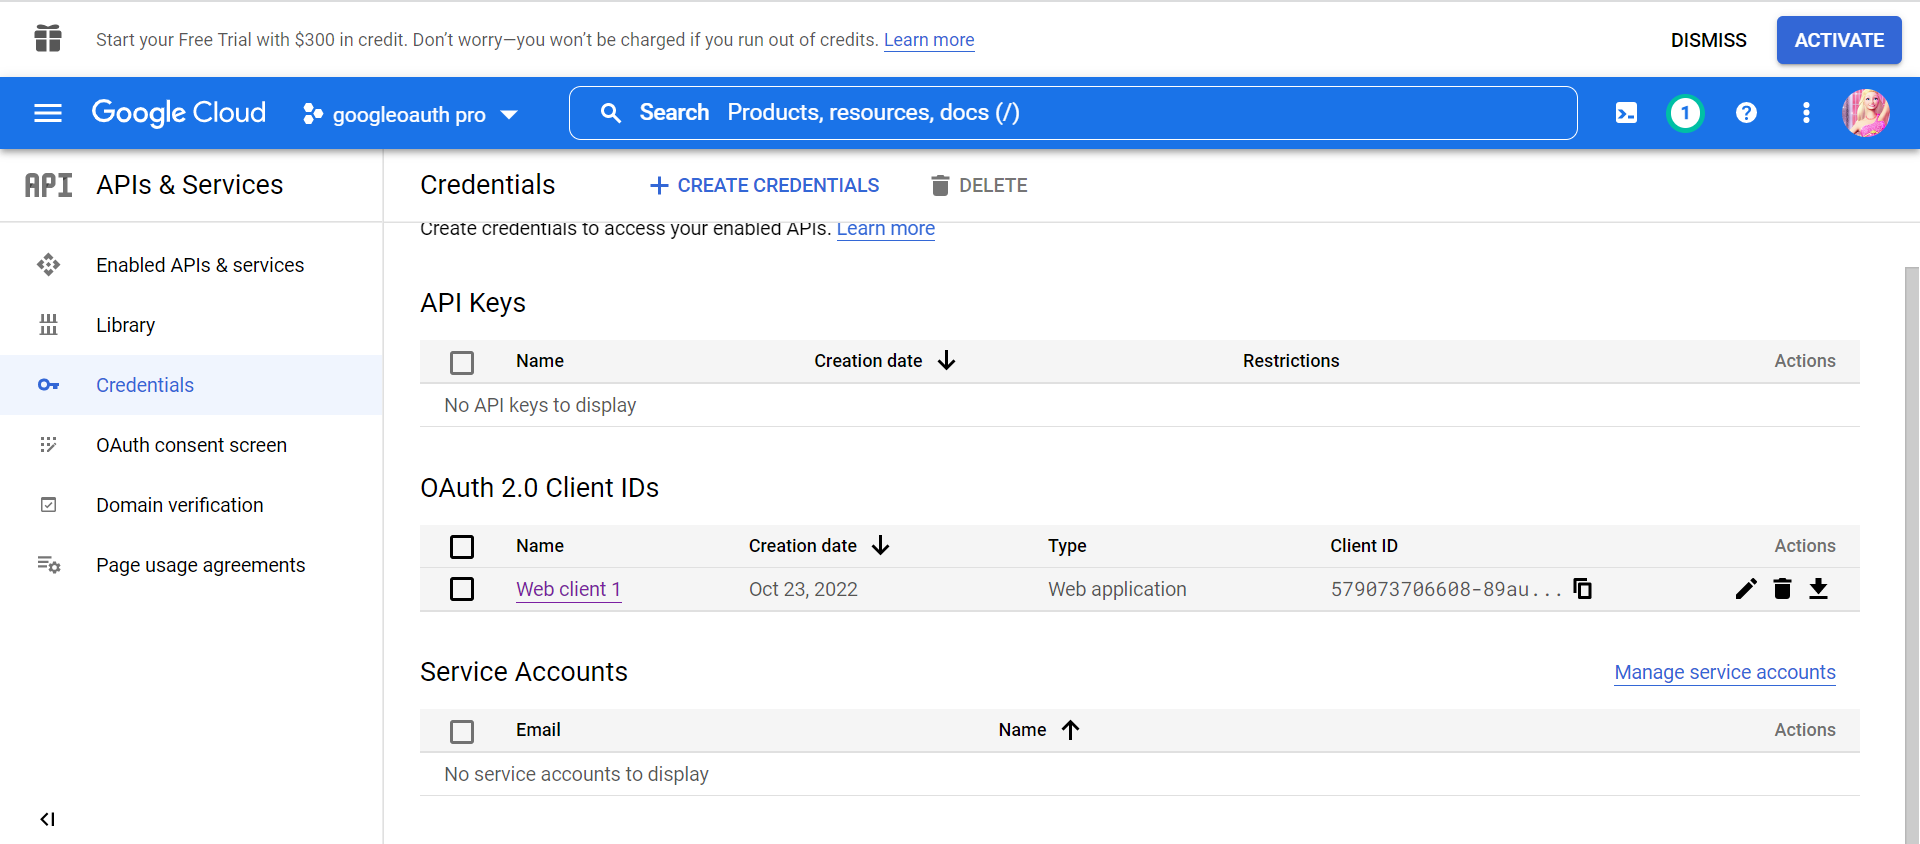 Start your Free Trial with $300 in credit. Don’t worry—you won’t be charged if you run out of credits. Learn more
DISMISS
ACTIVATE
Google Cloud
googleoauth pro
Search Products, resources, docs (/)
1
API APIs & Services
Credentials
CREATE CREDENTIALS
DELETE
Create credentials to access your enabled APIs. Learn more
Enabled APIs & services
Library
Credentials
OAuth consent screen
Domain verification
Page usage agreements
API Keys
Name Creation date Restrictions Actions
No API keys to display
OAuth 2.0 Client IDs
Name Creation date Type Client ID Actions
Web client 1 Oct 23, 2022 Web application 579073706608-89au...
Service Accounts
Manage service accounts
Email Name Actions
No service accounts to display